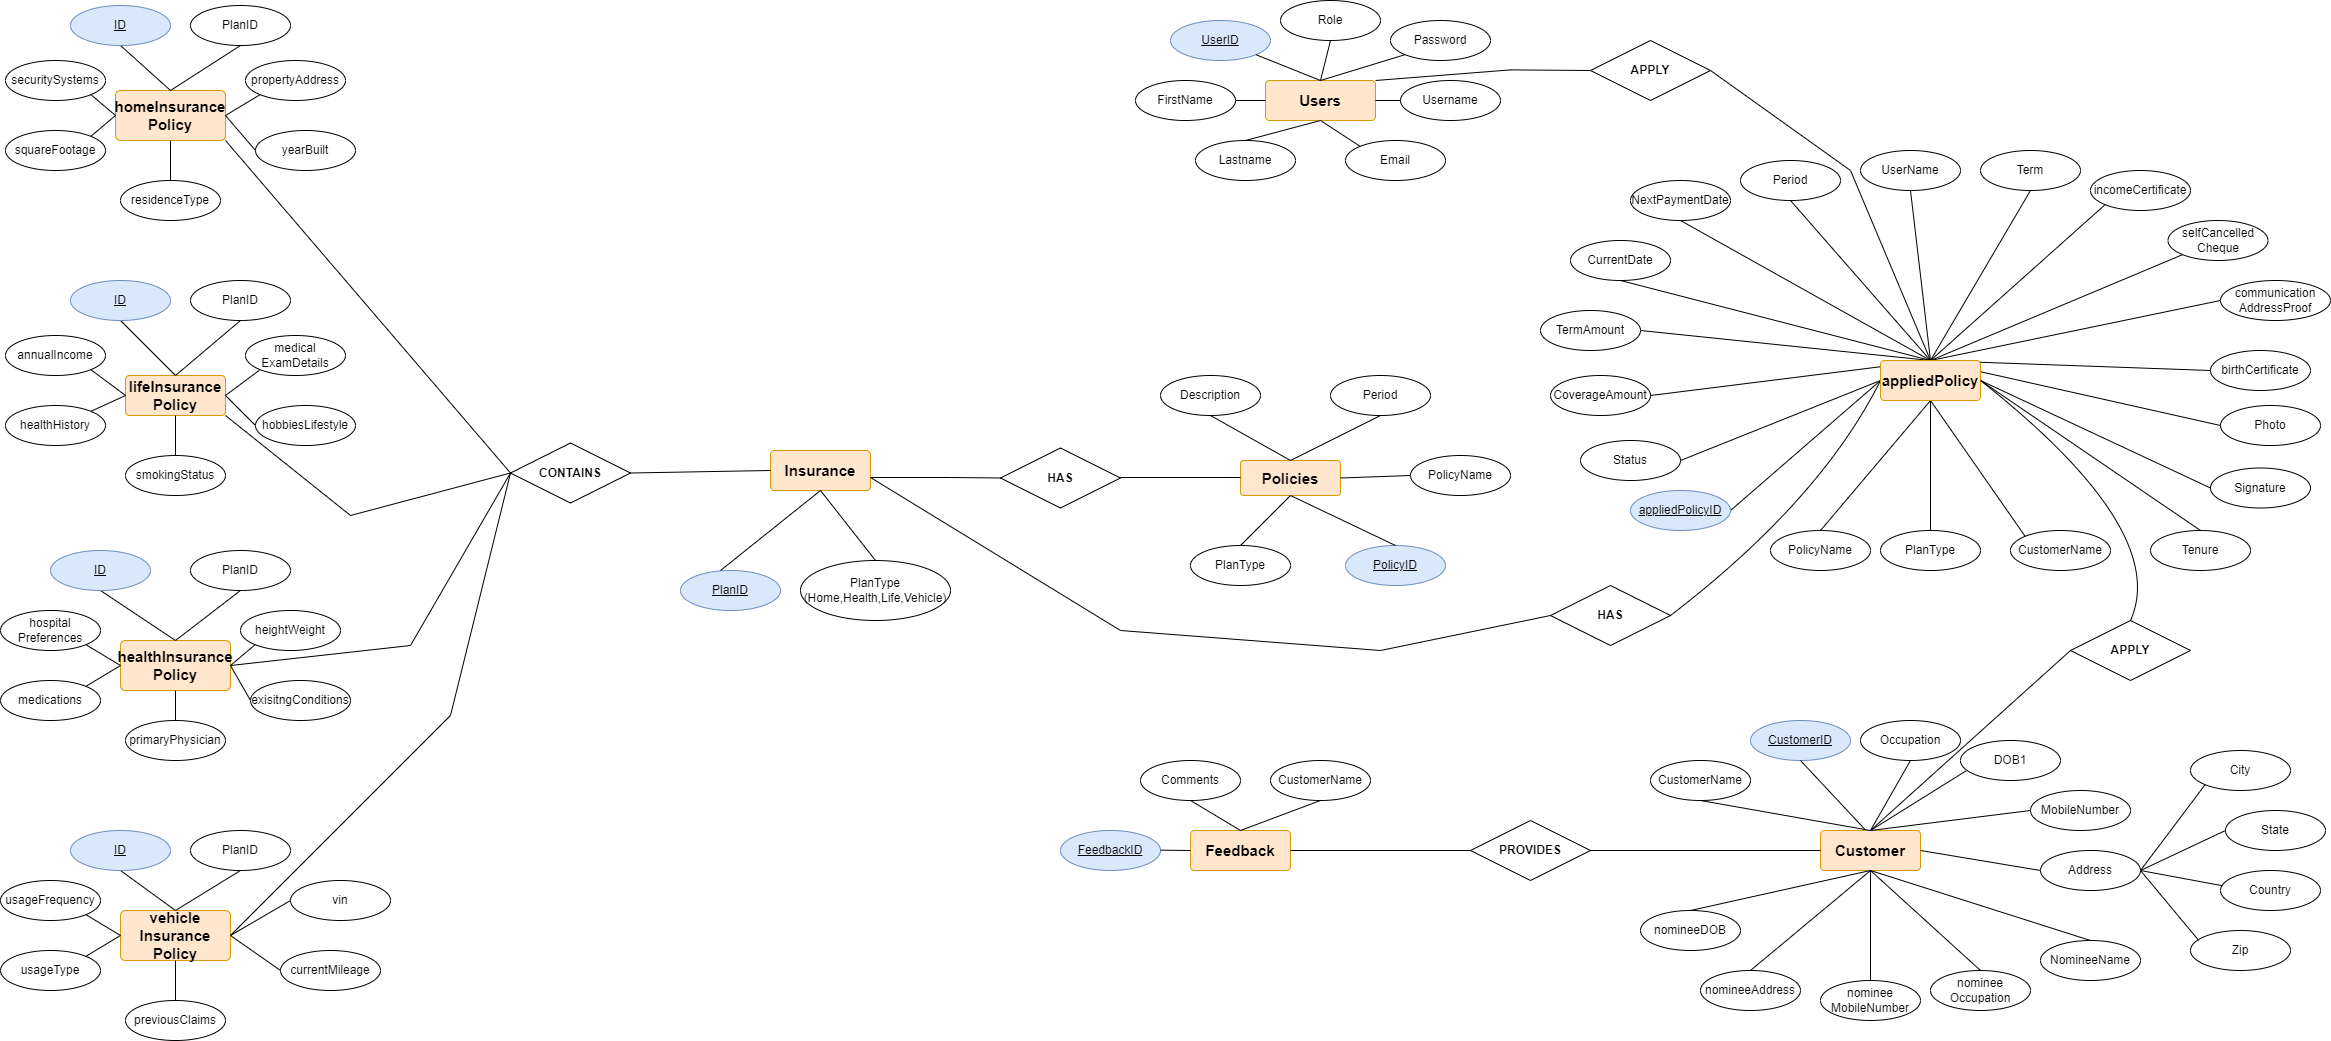 ID
PlanID
securitySystems
propertyAddress
homeInsurance
Policy
squareFootage
yearBuilt
residenceType
ID
PlanID
annualIncome
medical
ExamDetails
lifeInsurance
Policy
healthHistory
hobbiesLifestyle
smokingStatus
ID
PlanID
hospital
Preferences
heightWeight
healthInsurance
Policy
medications
exisitngConditions
primaryPhysician
ID
PlanID
usageFrequency
vin
vehicle
Insurance
Policy
usageType
currentMileage
previousClaims
CONTAINS
Insurance
PlanID
PlanType
(Home,Health,Life,Vehicle)
HAS
Description
Period
PolicyName
Policies
PlanType
PolicyID
HAS
UserID
Role
Password
FirstName
Users
Username
Lastname
Email
APPLY
NextPaymentDate
Period
UserName
Term
incomeCertificate
selfCancelled
Cheque
CurrentDate
communication
AddressProof
TermAmount
birthCertificate
appliedPolicy
CoverageAmount
Photo
Status
Signature
appliedPolicyID
PolicyName
PlanType
CustomerName
Tenure
APPLY
CustomerID
Occupation
DOB1
CustomerName
MobileNumber
Customer
Address
City
State
Country
Zip
nomineeDOB
nomineeAddress
nominee
MobileNumber
nominee
Occupation
NomineeName
PROVIDES
Comments
CustomerName
FeedbackID
Feedback